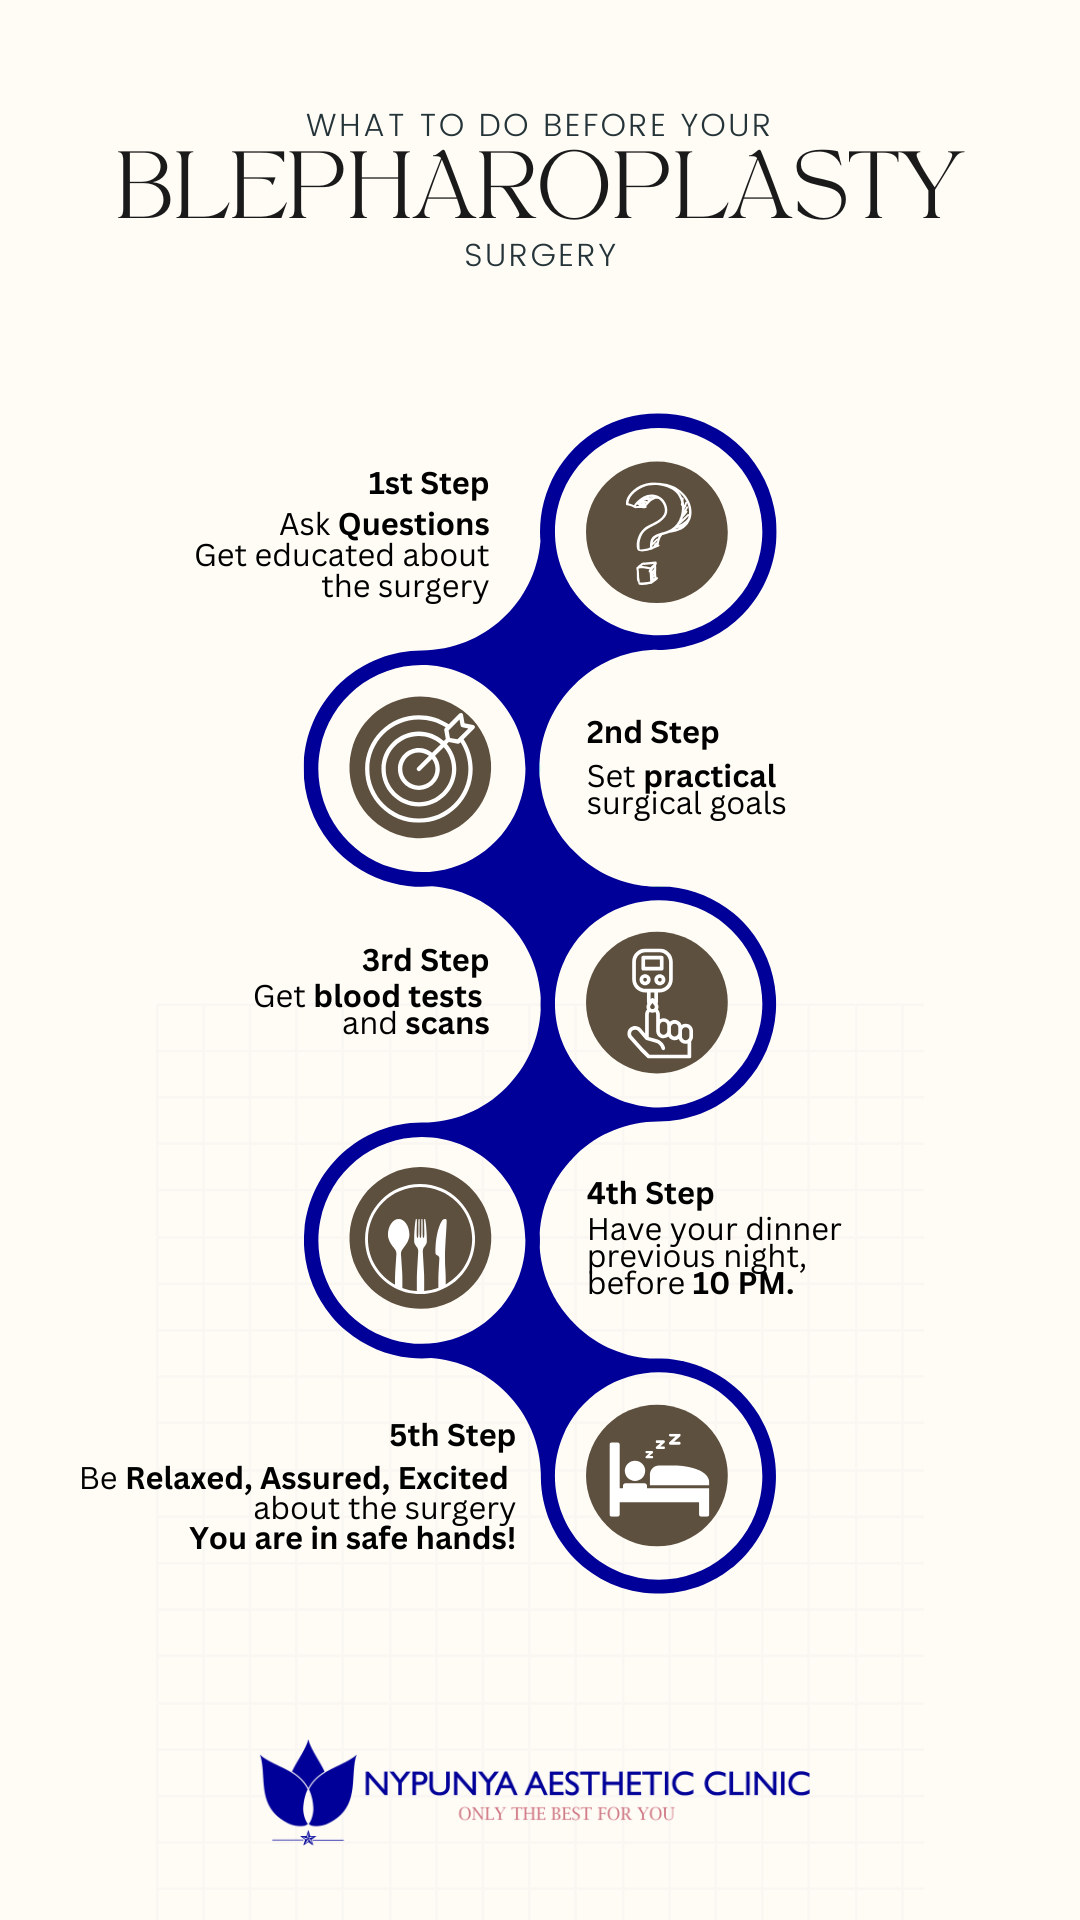 WHAT TO DO BEFORE YOUR
BLEPHAROPLASTY
SURGERY
1st Step
Ask Questions
Get educated about
the surgery
2nd Step
Set practical
surgical goals
3rd Step
Get blood tests
and scans
4th Step
Have your dinner
previous night,
before 10 PM.
5th Step
Be Relaxed, Assured, Excited
about the surgery
You are in safe hands!
NYPUNYA AESTHETIC CLINIC
ONLY THE BEST FOR YOU